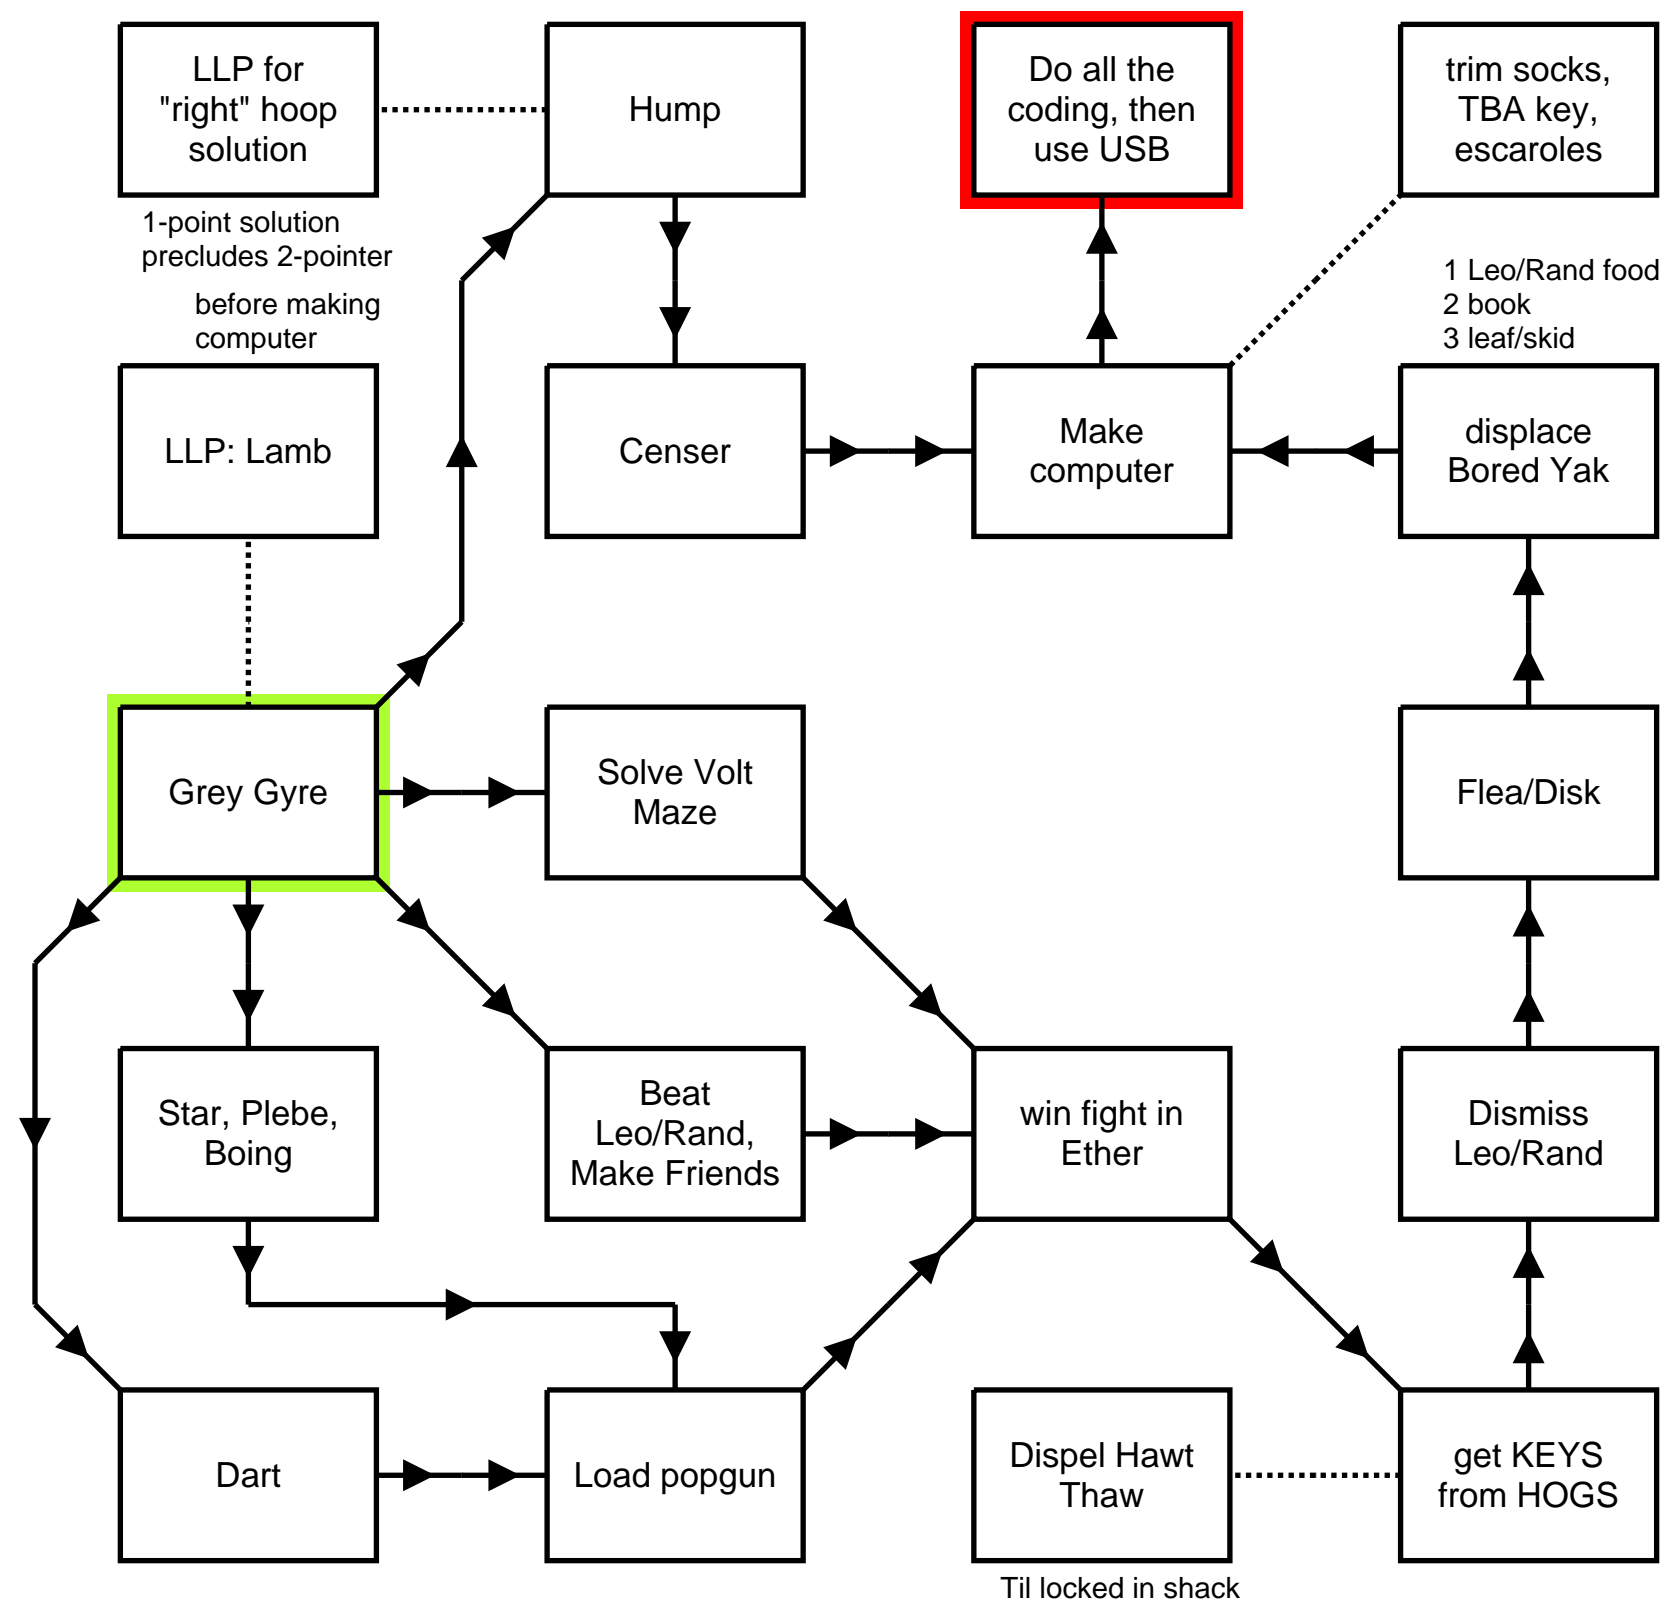 LLP for
"right" hoop
solution
Hump
Do all the
coding, then
use USB
trim socks,
TBA key,
escaroles
1-point solution
precludes 2-pointer
before making
computer
1 Leo/Rand food
2 book
3 leaf/skid
LLP: Lamb
Censer
Make
computer
displace
Bored Yak
Grey Gyre
Solve Volt
Maze
Flea/Disk
Star, Plebe,
Boing
Beat
Leo/Rand,
Make Friends
win fight in
Ether
Dismiss
Leo/Rand
Dart
Load popgun
Dispel Hawt
Thaw
get KEYS
from HOGS
Til locked in shack